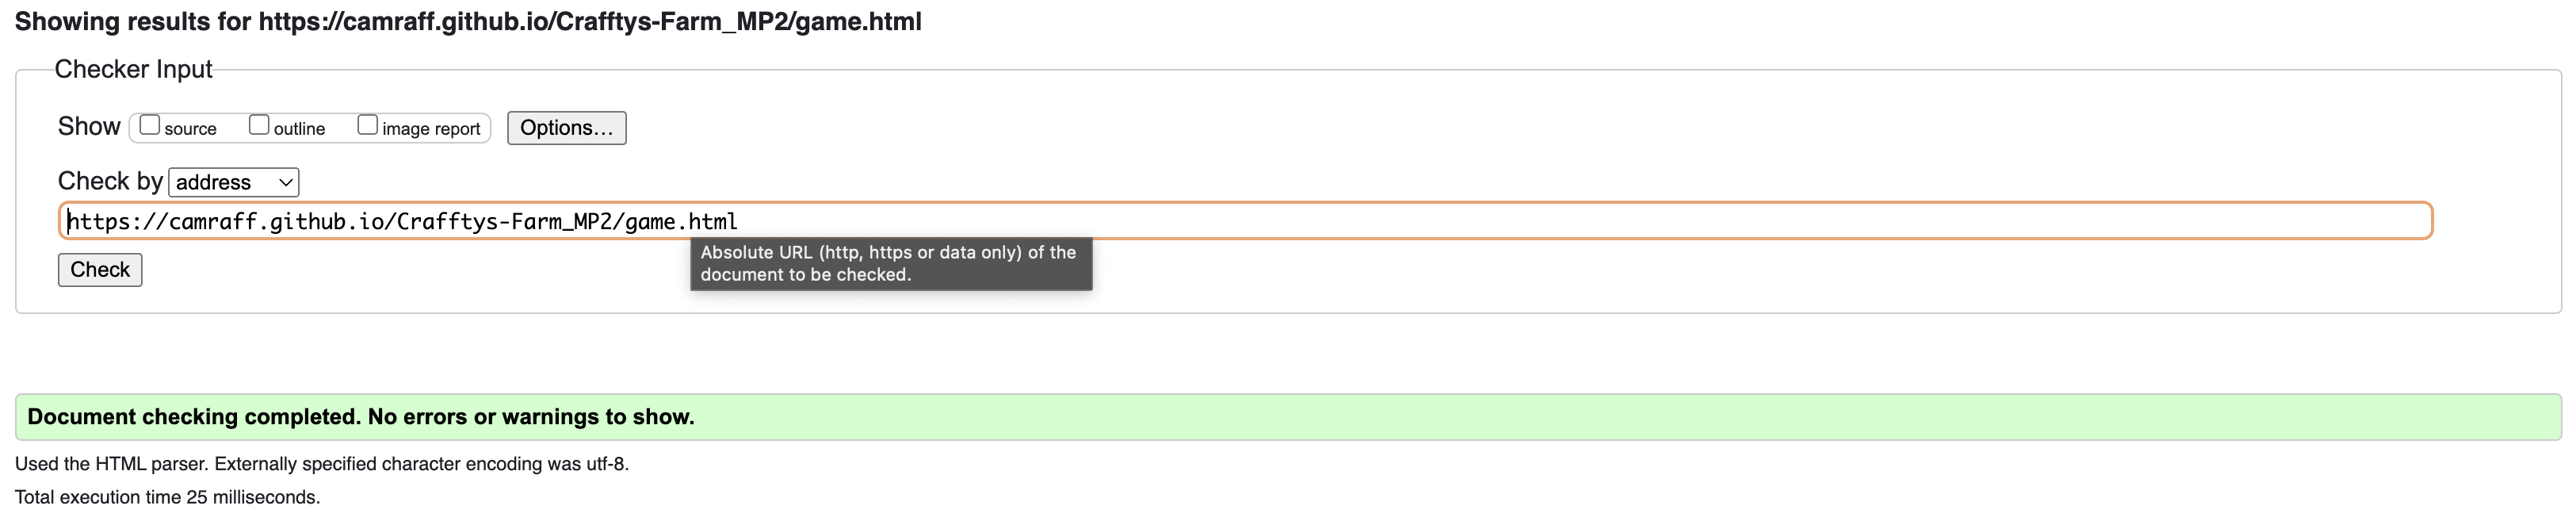 Showing results for https://camraff.github.io/Crafftys-Farm_MP2/game.html
Checker Input
Show source outline image report Options...
Check by address
https://camraff.github.io/Crafftys-Farm_MP2/game.html
Absolute URL (http, https or data only) of the
document to be checked.
Check
Document checking completed. No errors or warnings to show.
Used the HTML parser. Externally specified character encoding was utf-8.
Total execution time 25 milliseconds.